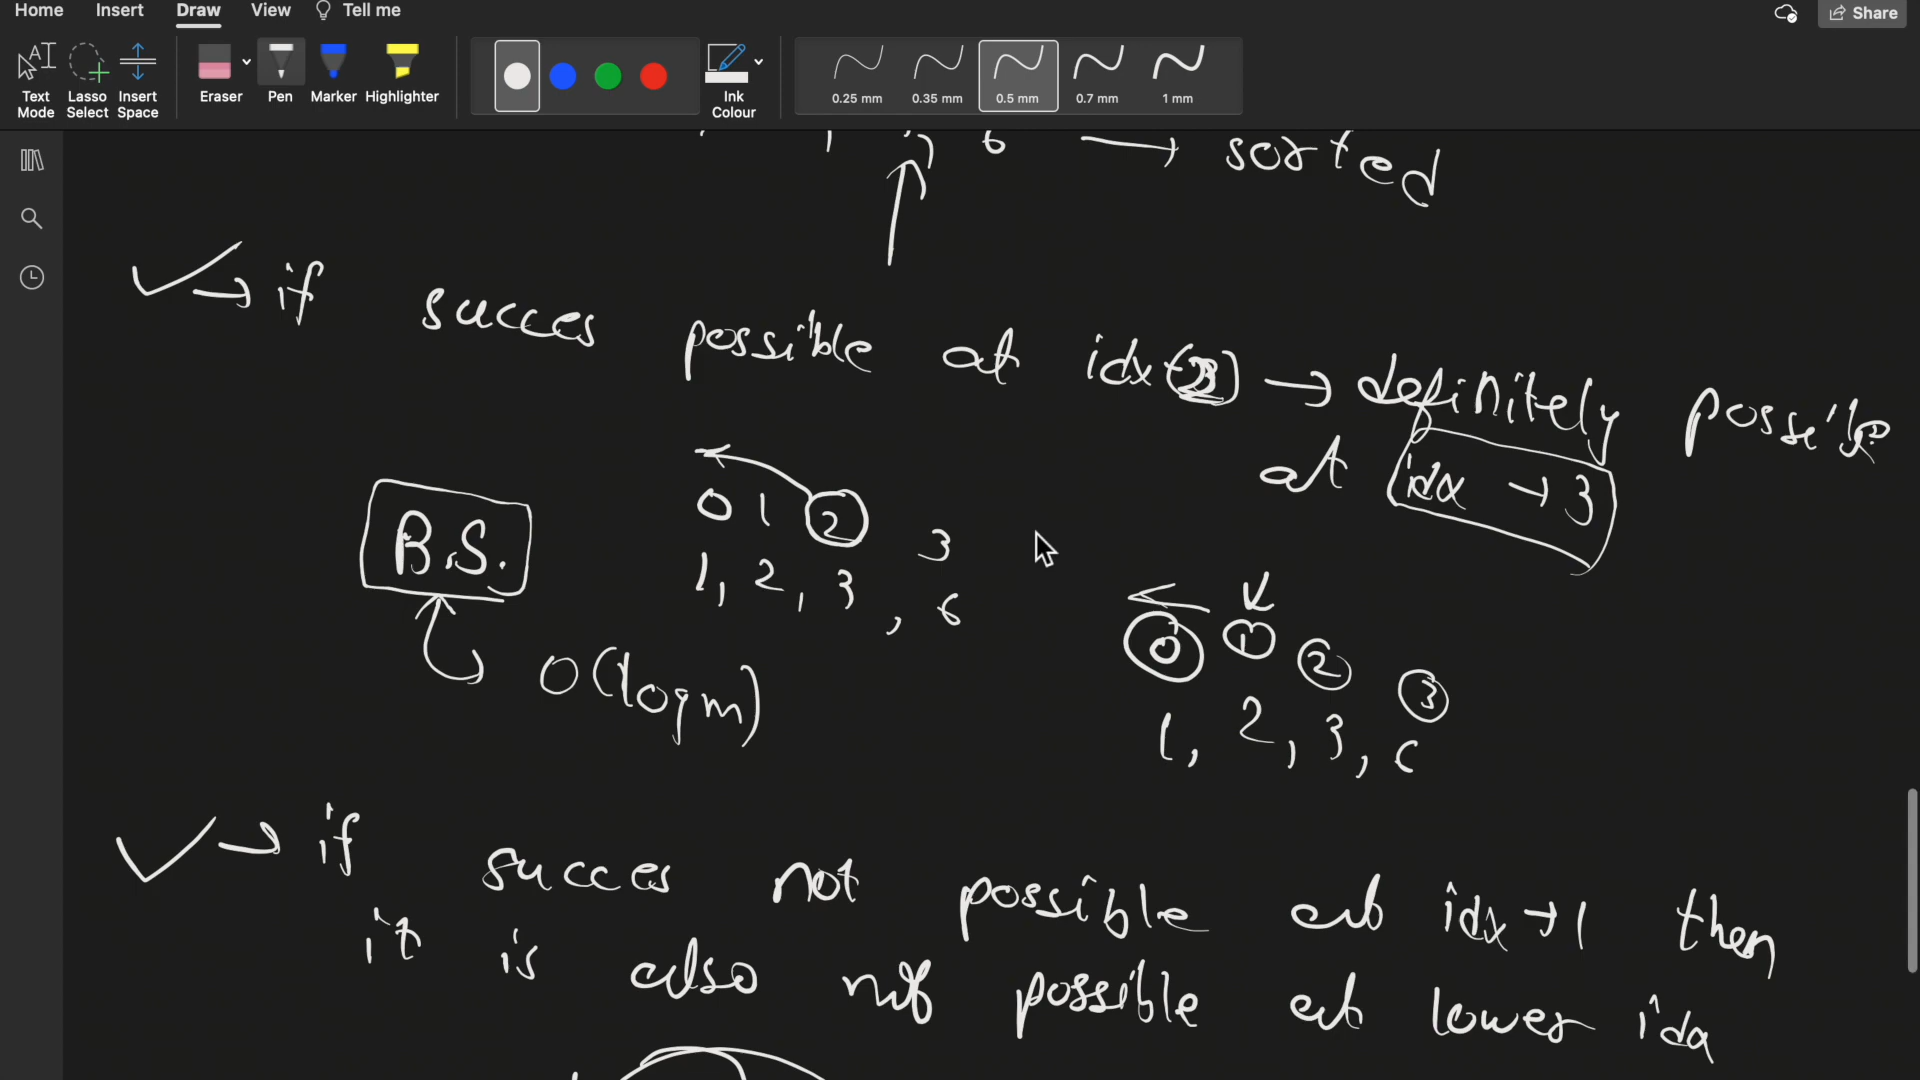 Home Insert Draw View Tell me
Share
Text Mode
Lasso Select
Insert Space
Eraser
Pen
Marker
Highlighter
Ink Colour
0.25 mm
0.35 mm
0.5 mm
0.7 mm
1 mm
6 → sorted
→ if succes possible at idx(2) → definitely possible
at idx → 3
B.S.
0 1 2 3
1, 2, 3, 6
O(logm)
0 1 2 3
1, 2, 3, 6
→ if succes not possible at idx → 1 then
it is also not possible at lower idx